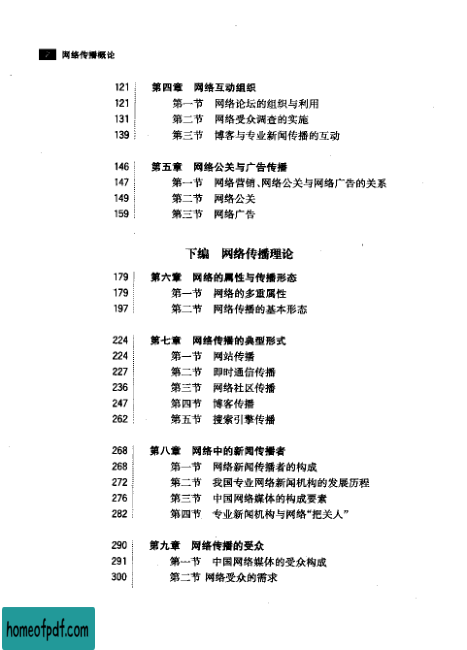 2 网络传播概论
121 第四章 网络互动组织
121 第一节 网络论坛的组织与利用
131 第二节 网络受众调查的实施
139 第三节 博客与专业新闻传播的互动
146 第五章 网络公关与广告传播
147 第一节 网络营销、网络公关与网络广告的关系
149 第二节 网络公关
159 第三节 网络广告
下编 网络传播理论
179 第六章 网络的属性与传播形态
179 第一节 网络的多重属性
197 第二节 网络传播的基本形态
224 第七章 网络传播的典型形式
224 第一节 网站传播
227 第二节 即时通信传播
236 第三节 网络社区传播
247 第四节 博客传播
262 第五节 搜索引擎传播
268 第八章 网络中的新闻传播者
268 第一节 网络新闻传播者的构成
272 第二节 我国专业网络新闻机构的发展历程
276 第三节 中国网络媒体的构成要素
282 第四节 专业新闻机构与网络“把关人”
290 第九章 网络传播的受众
291 第一节 中国网络媒体的受众构成
300 第二节 网络受众的需求
homeofpdf.com